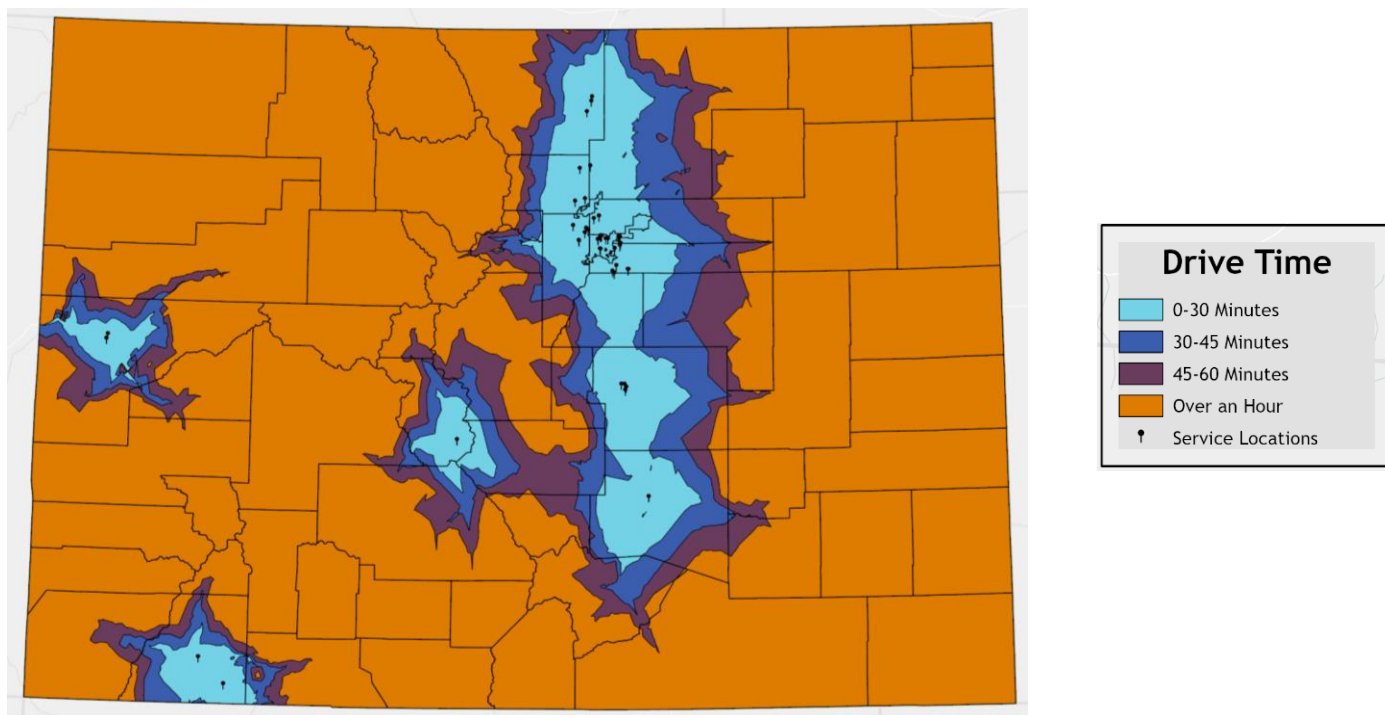 Drive Time
0-30 Minutes
30-45 Minutes
45-60 Minutes
Over an Hour
Service Locations